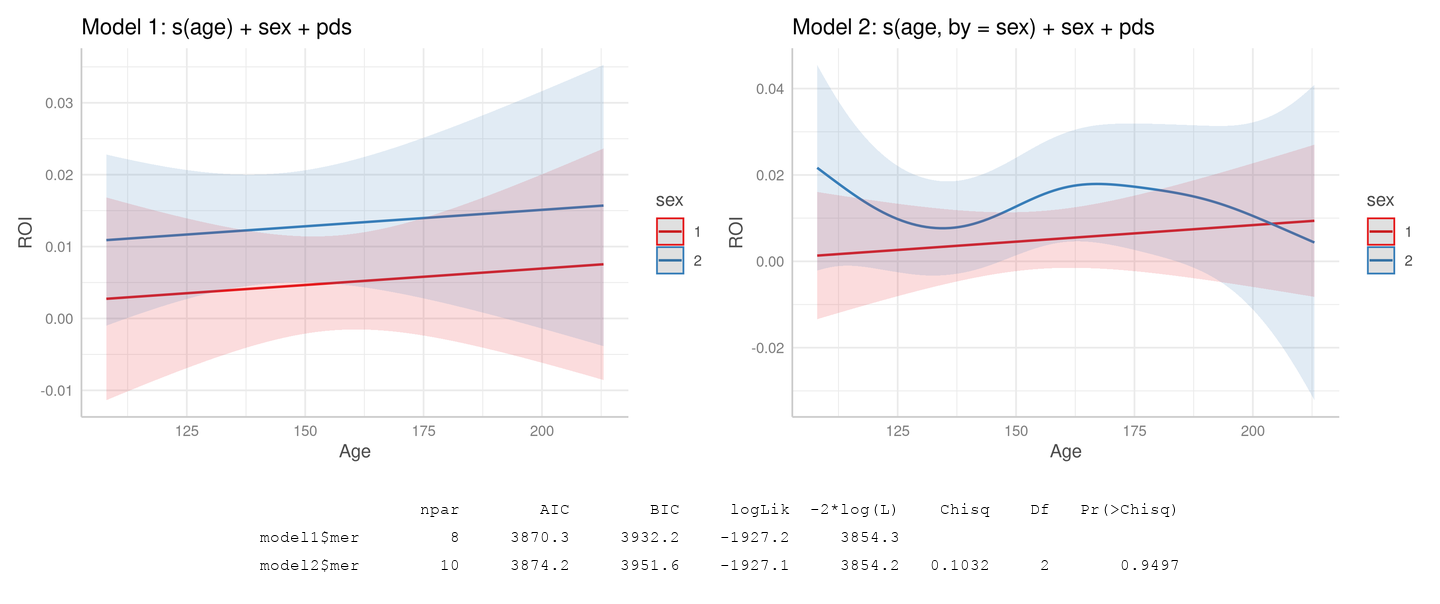 Model 1: s(age) + sex + pds
0.03
0.02
0.01
0.00
-0.01
ROI
125 150 175 200
Age
sex
1
2
Model 2: s(age, by = sex) + sex + pds
0.04
0.02
0.00
-0.02
ROI
125 150 175 200
Age
sex
1
2
npar AIC BIC logLik -2*log(L) Chisq Df Pr(>Chisq)
model1$mer 8 3870.3 3932.2 -1927.2 3854.3
model2$mer 10 3874.2 3951.6 -1927.1 3854.2 0.1032 2 0.9497